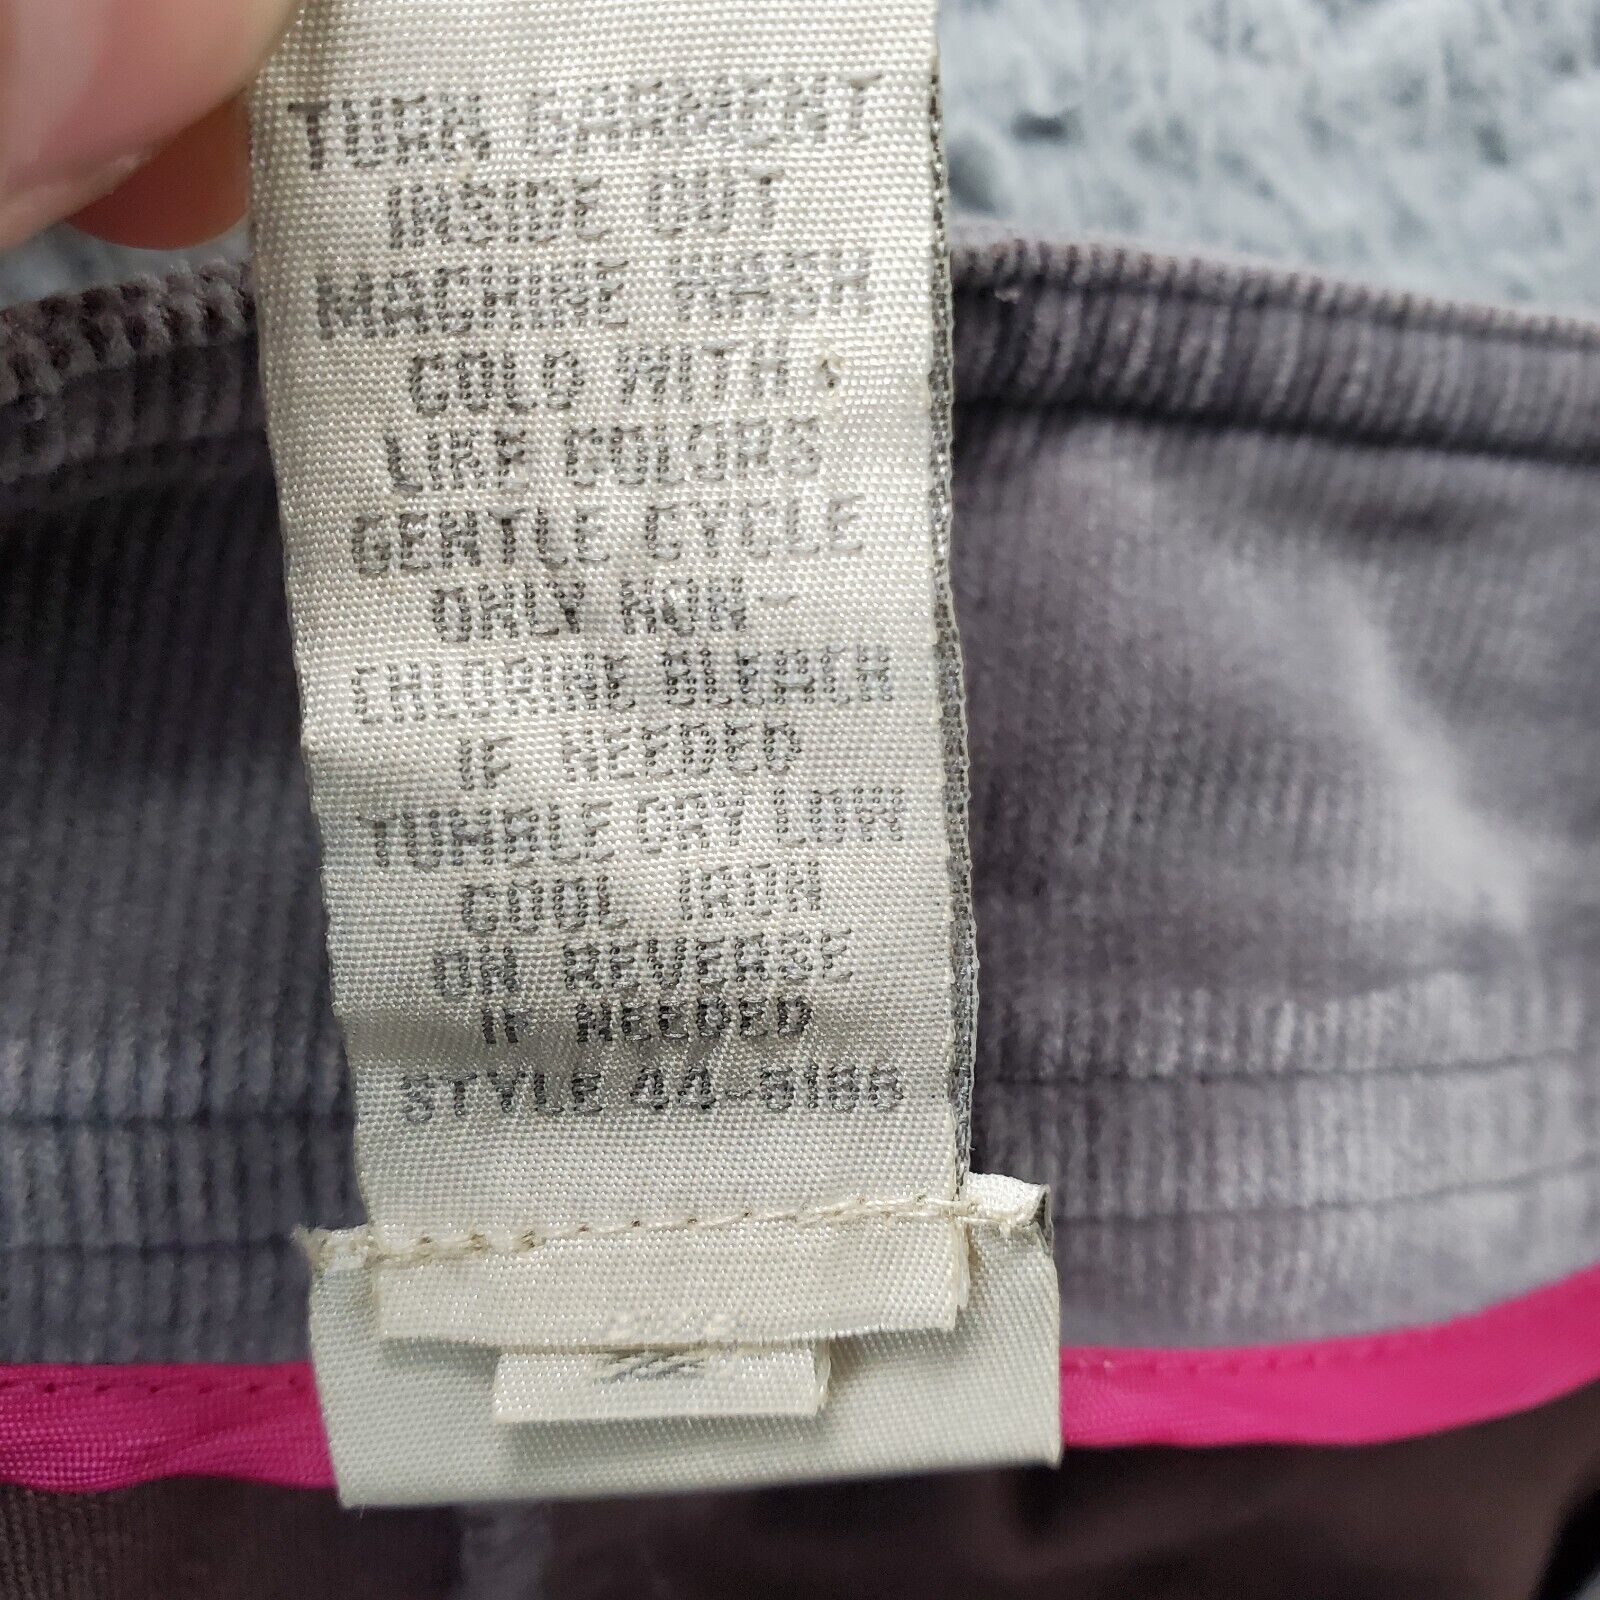 TURN GARMENT
INSIDE OUT
MACHINE WASH
COLD WITH
LIKE COLORS
GENTLE CYCLE
ONLY NON-
CHLORINE BLEACH
IF NEEDED
TUMBLE DRY LOW
COOL IRON
ON REVERSE
IF NEEDED
STYLE